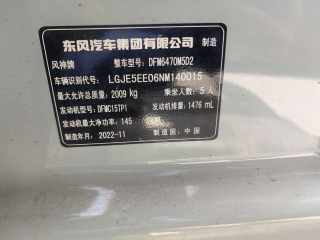 东风汽车集团有限公司 制造
风神牌 整车型号: DFM6470M5D2
车辆识别代号: LGJE5EE06NM140015
最大允许总质量: 2009 kg 乘坐人数: 5 人
发动机型号: DFMC15TP1 发动机排量: 1476 mL
发动机最大净功率: 145
制造年月: 2022-11 制造国: 中国